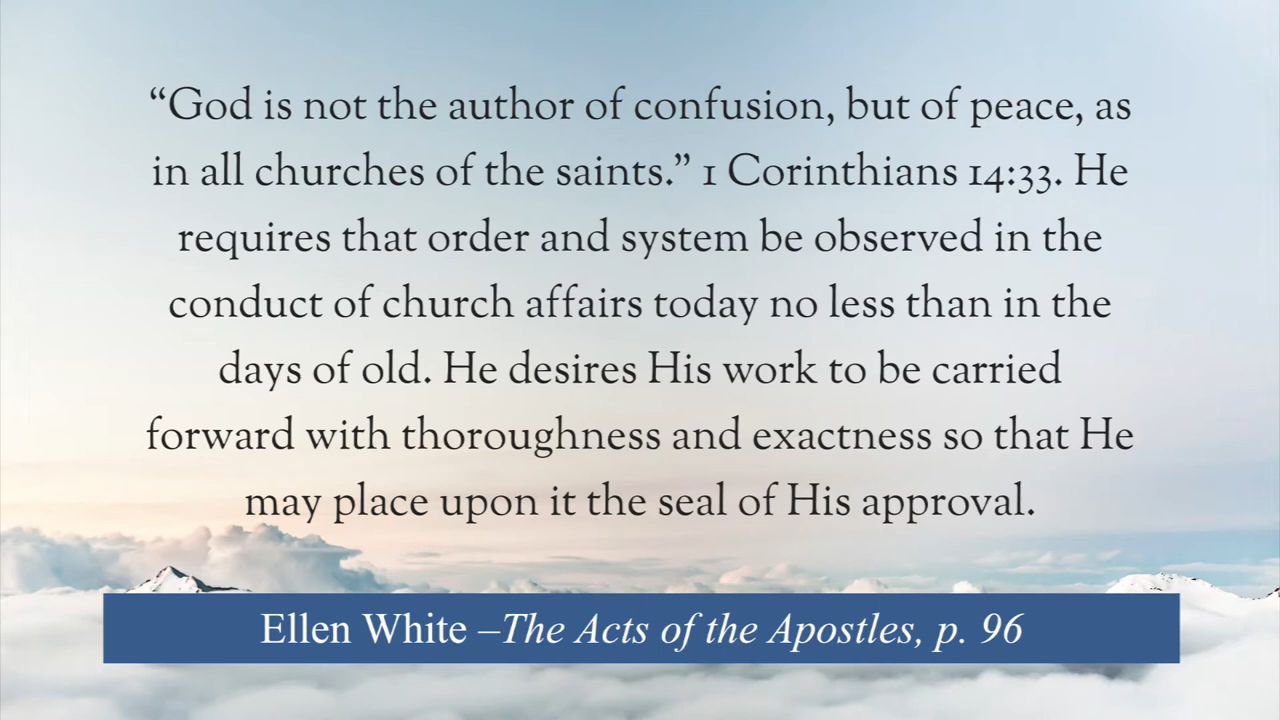 “God is not the author of confusion, but of peace, as
in all churches of the saints.” 1 Corinthians 14:33. He
requires that order and system be observed in the
conduct of church affairs today no less than in the
days of old. He desires His work to be carried
forward with thoroughness and exactness so that He
may place upon it the seal of His approval.
Ellen White –The Acts of the Apostles, p. 96